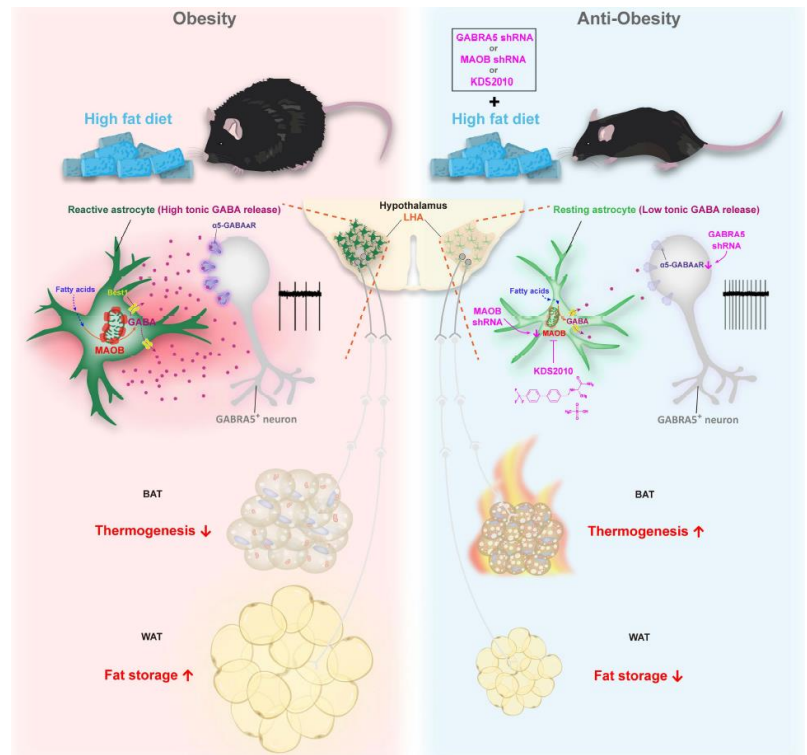 Obesity
High fat diet
Reactive astrocyte (High tonic GABA release)
α5-GABAAR
Fatty acids
Best1
GABA
MAOB
GABRA5+ neuron
BAT
Thermogenesis ↓
WAT
Fat storage ↑
Hypothalamus
LHA
Anti-Obesity
GABRA5 shRNA
or
MAOB shRNA
or
KDS2010
+
High fat diet
Resting astrocyte (Low tonic GABA release)
GABRA5
shRNA
α5-GABAAR ↓
Fatty acids
MAOB
shRNA
GABA
↓ MAOB
KDS2010
GABRA5+ neuron
BAT
Thermogenesis ↑
WAT
Fat storage ↓